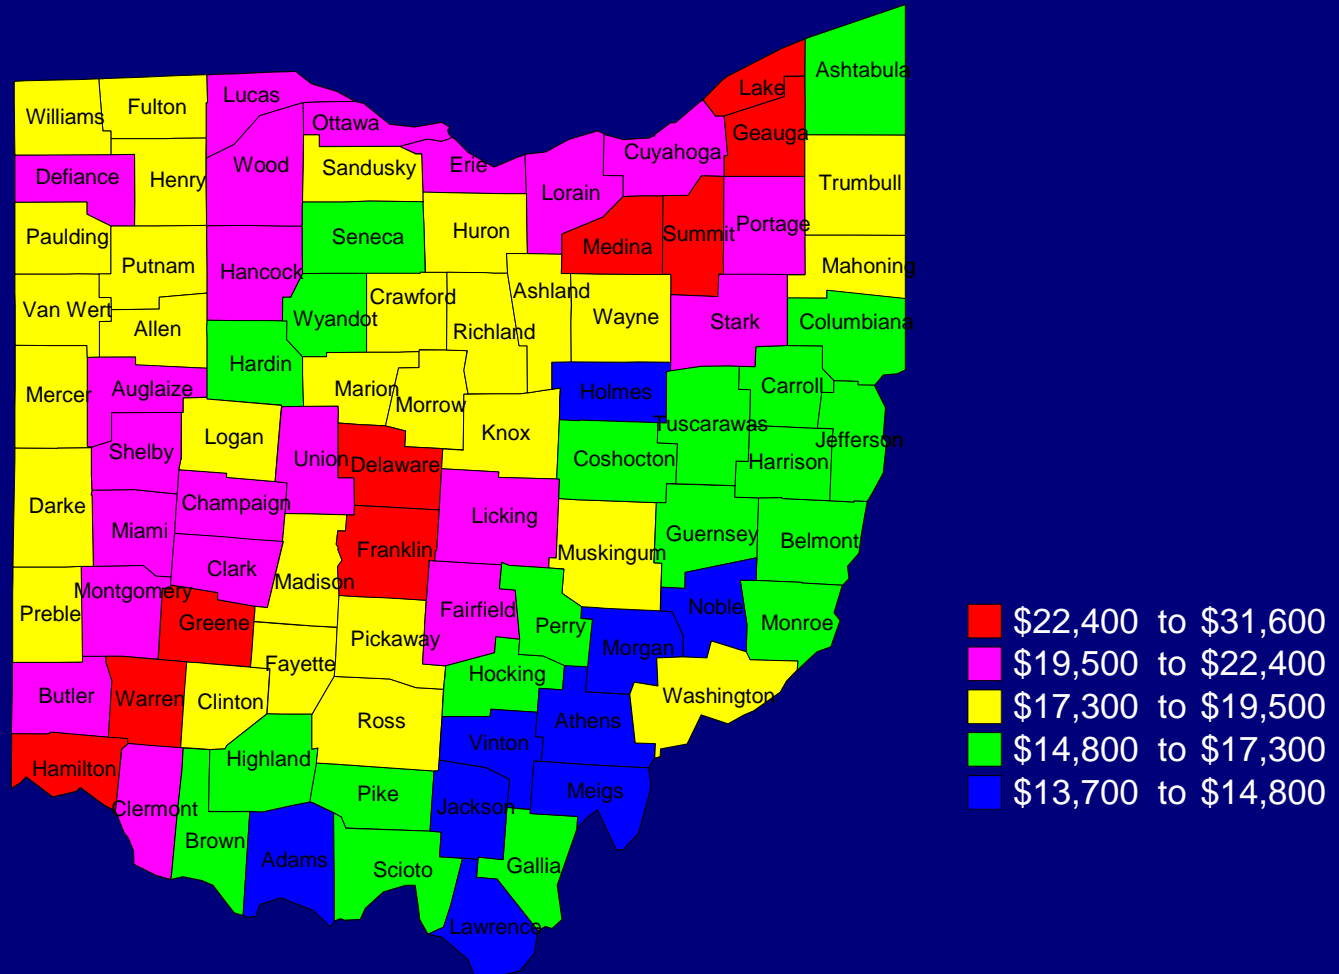 Ashtabula
Lake
Lucas
Fulton
Williams
Ottawa
Geauga
Cuyahoga
Wood
Erie
Sandusky
Defiance
Henry
Trumbull
Lorain
Portage
Summit
Paulding
Seneca
Huron
Medina
Putnam
Hancock
Mahoning
Ashland
Crawford
Van Wert
Allen
Wyandot
Richland
Wayne
Stark
Columbiana
Hardin
Mercer
Auglaize
Marion
Morrow
Holmes
Carroll
Logan
Knox
Tuscarawas
Jefferson
Shelby
Union
Delaware
Coshocton
Harrison
Darke
Champaign
Miami
Licking
Guernsey
Belmont
Franklin
Muskingum
Clark
Madison
Montgomery
Preble
Greene
Fairfield
Noble
Perry
Monroe
Pickaway
Morgan
Fayette
Hocking
Butler
Warren
Clinton
Washington
Ross
Athens
Vinton
Highland
Hamilton
Pike
Meigs
Clermont
Jackson
Brown
Adams
Scioto
Gallia
Lawrence
$22,400 to $31,600
$19,500 to $22,400
$17,300 to $19,500
$14,800 to $17,300
$13,700 to $14,800